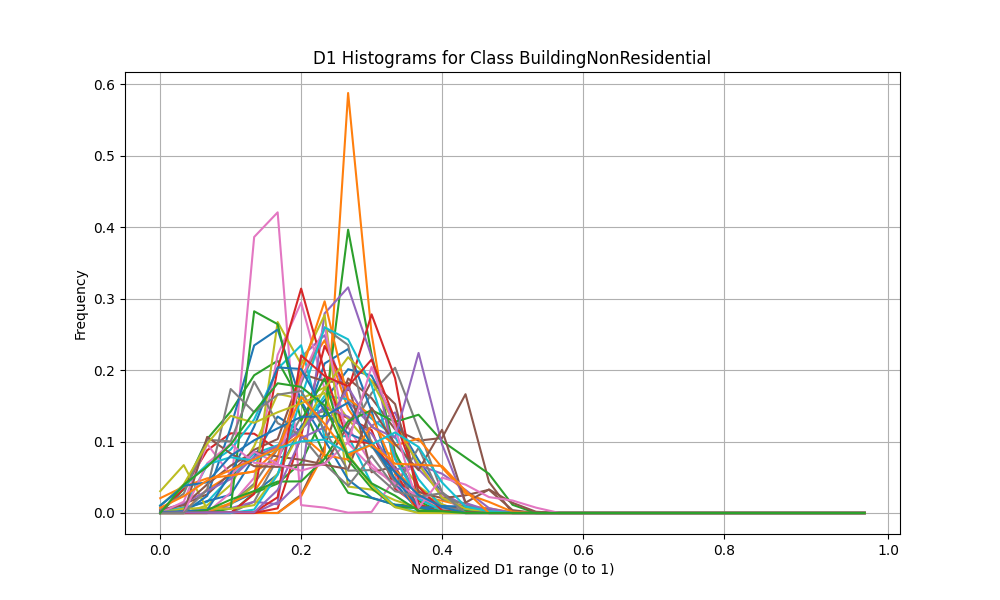 D1 Histograms for Class BuildingNonResidential
0.6
0.5
0.4
0.3
0.2
0.1
0.0
Frequency
0.0 0.2 0.4 0.6 0.8 1.0
Normalized D1 range (0 to 1)